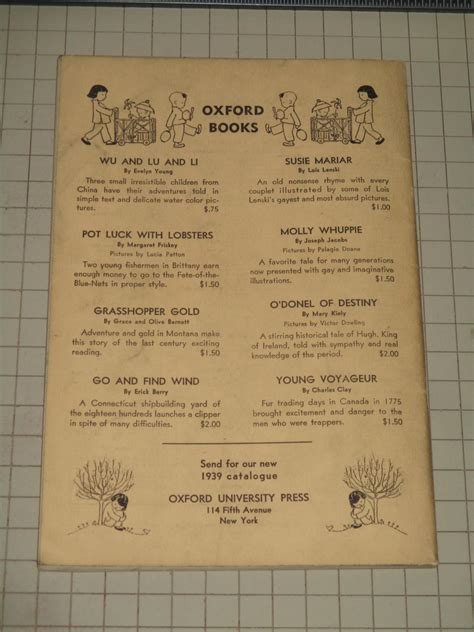 OXFORD
BOOKS
WU AND LU AND LI
By Evelyn Young
Three small irresistible children from
China have their adventures told in
simple text and delicate water color pic-
tures. $.75
POT LUCK WITH LOBSTERS
By Margaret Friskey
Pictures by Lucia Patton
Two young fishermen in Brittany earn
enough money to go to the Fete-of-the-
Blue-Nets in proper style. $1.50
GRASSHOPPER GOLD
By Grace and Olive Barnett
Adventure and gold in Montana make
this story of the last century exciting
reading. $1.50
GO AND FIND WIND
By Erick Berry
A Connecticut shipbuilding yard of
the eighteen hundreds launches a clipper
in spite of many difficulties. $2.00
SUSIE MARIAR
By Lois Lenski
An old nonsense rhyme with every
couplet illustrated by some of Lois
Lenski's gayest and most absurd pictures.
$1.00
MOLLY WHUPPIE
By Joseph Jacobs
Pictures by Pelagie Doane
A favorite tale for many generations
now presented with gay and imaginative
illustrations. $1.50
O'DONEL OF DESTINY
By Mary Kiely
Pictures by Victor Dowling
A stirring historical tale of Hugh, King
of Ireland, told with sympathy and real
knowledge of the period. $2.00
YOUNG VOYAGEUR
By Charles Clay
Fur trading days in Canada in 1775
brought excitement and danger to the
men who were trappers. $1.50
Send for our new
1939 catalogue
OXFORD UNIVERSITY PRESS
114 Fifth Avenue
New York